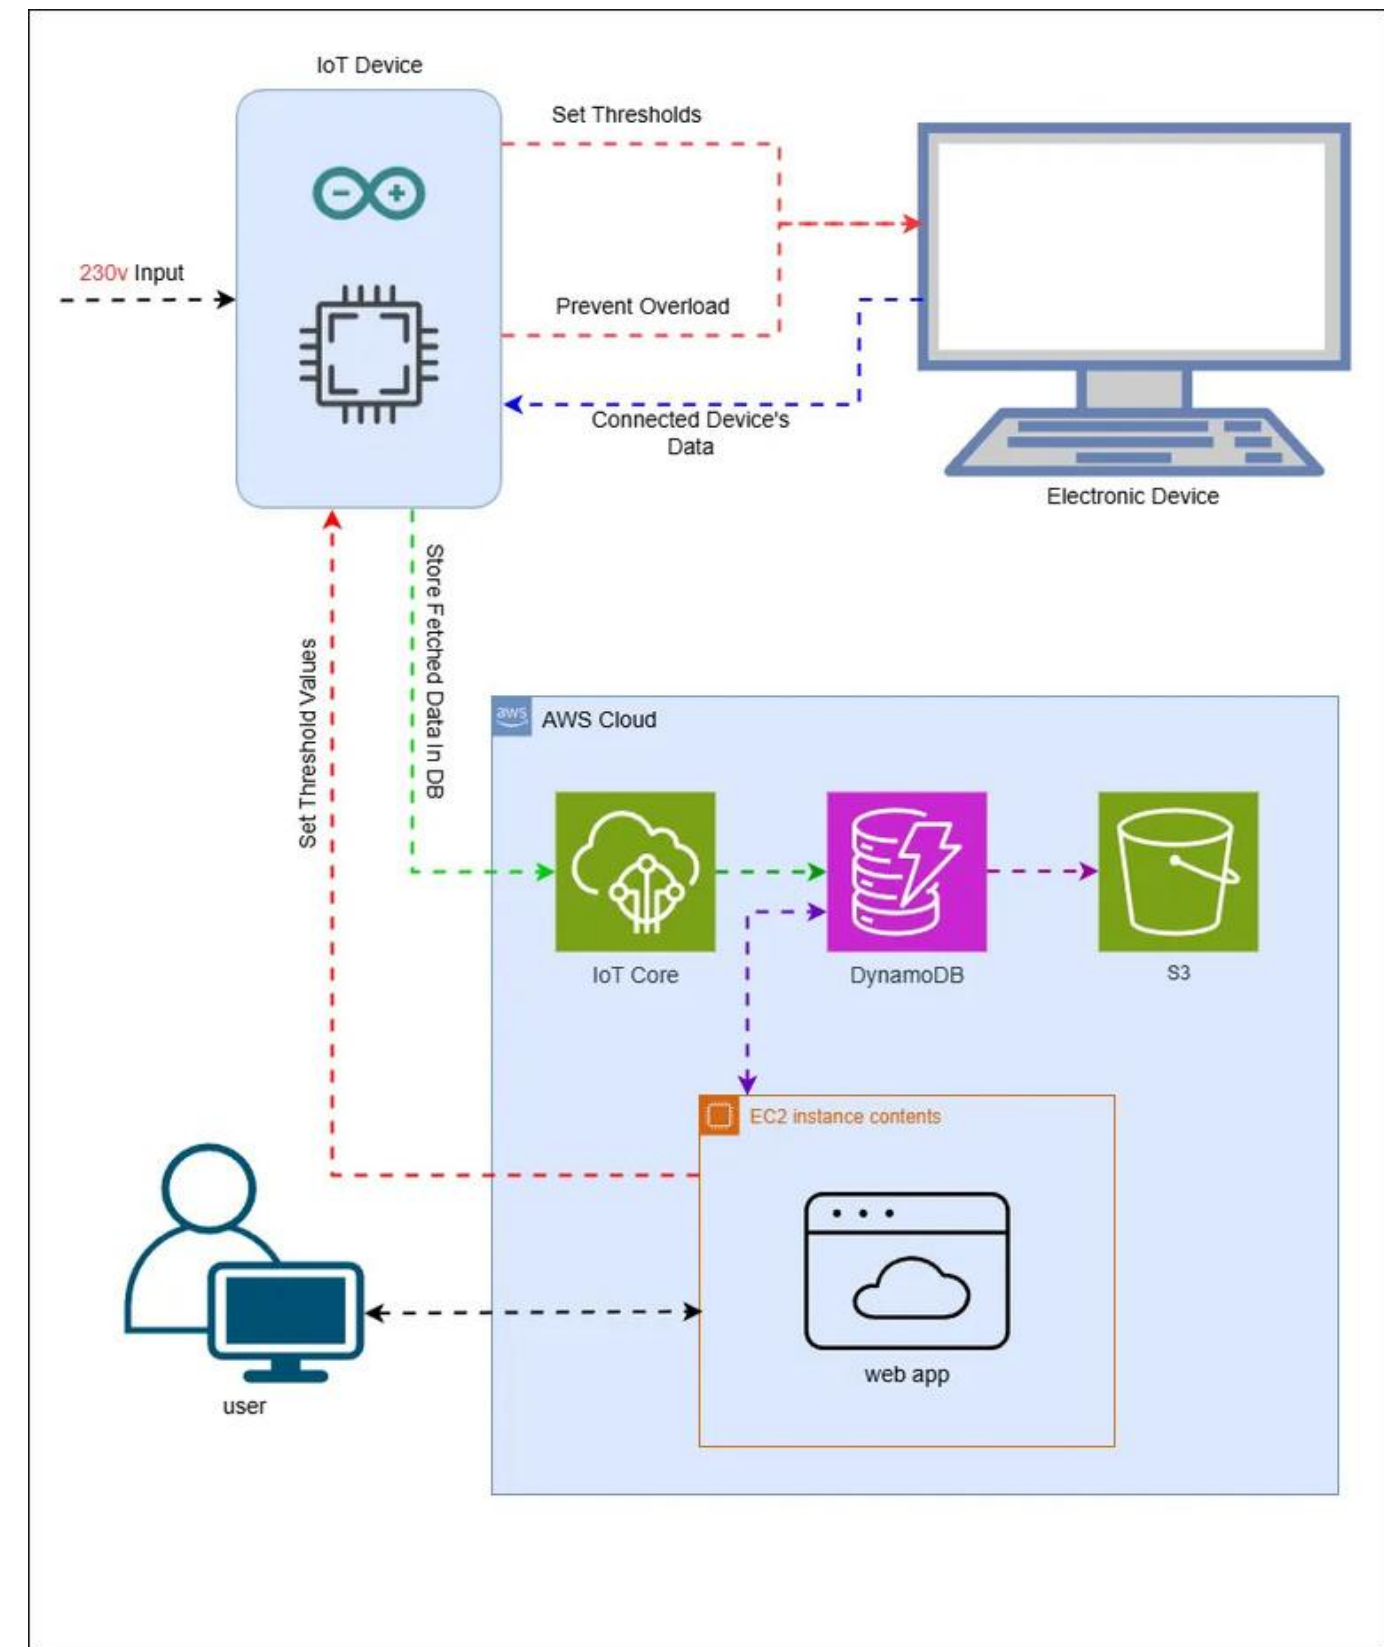 IoT Device
Set Thresholds
230v Input
Prevent Overload
Connected Device's
Data
Electronic Device
Store Fetched Data In DB
Set Threshold Values
aws
AWS Cloud
IoT Core
DynamoDB
S3
EC2 instance contents
web app
user